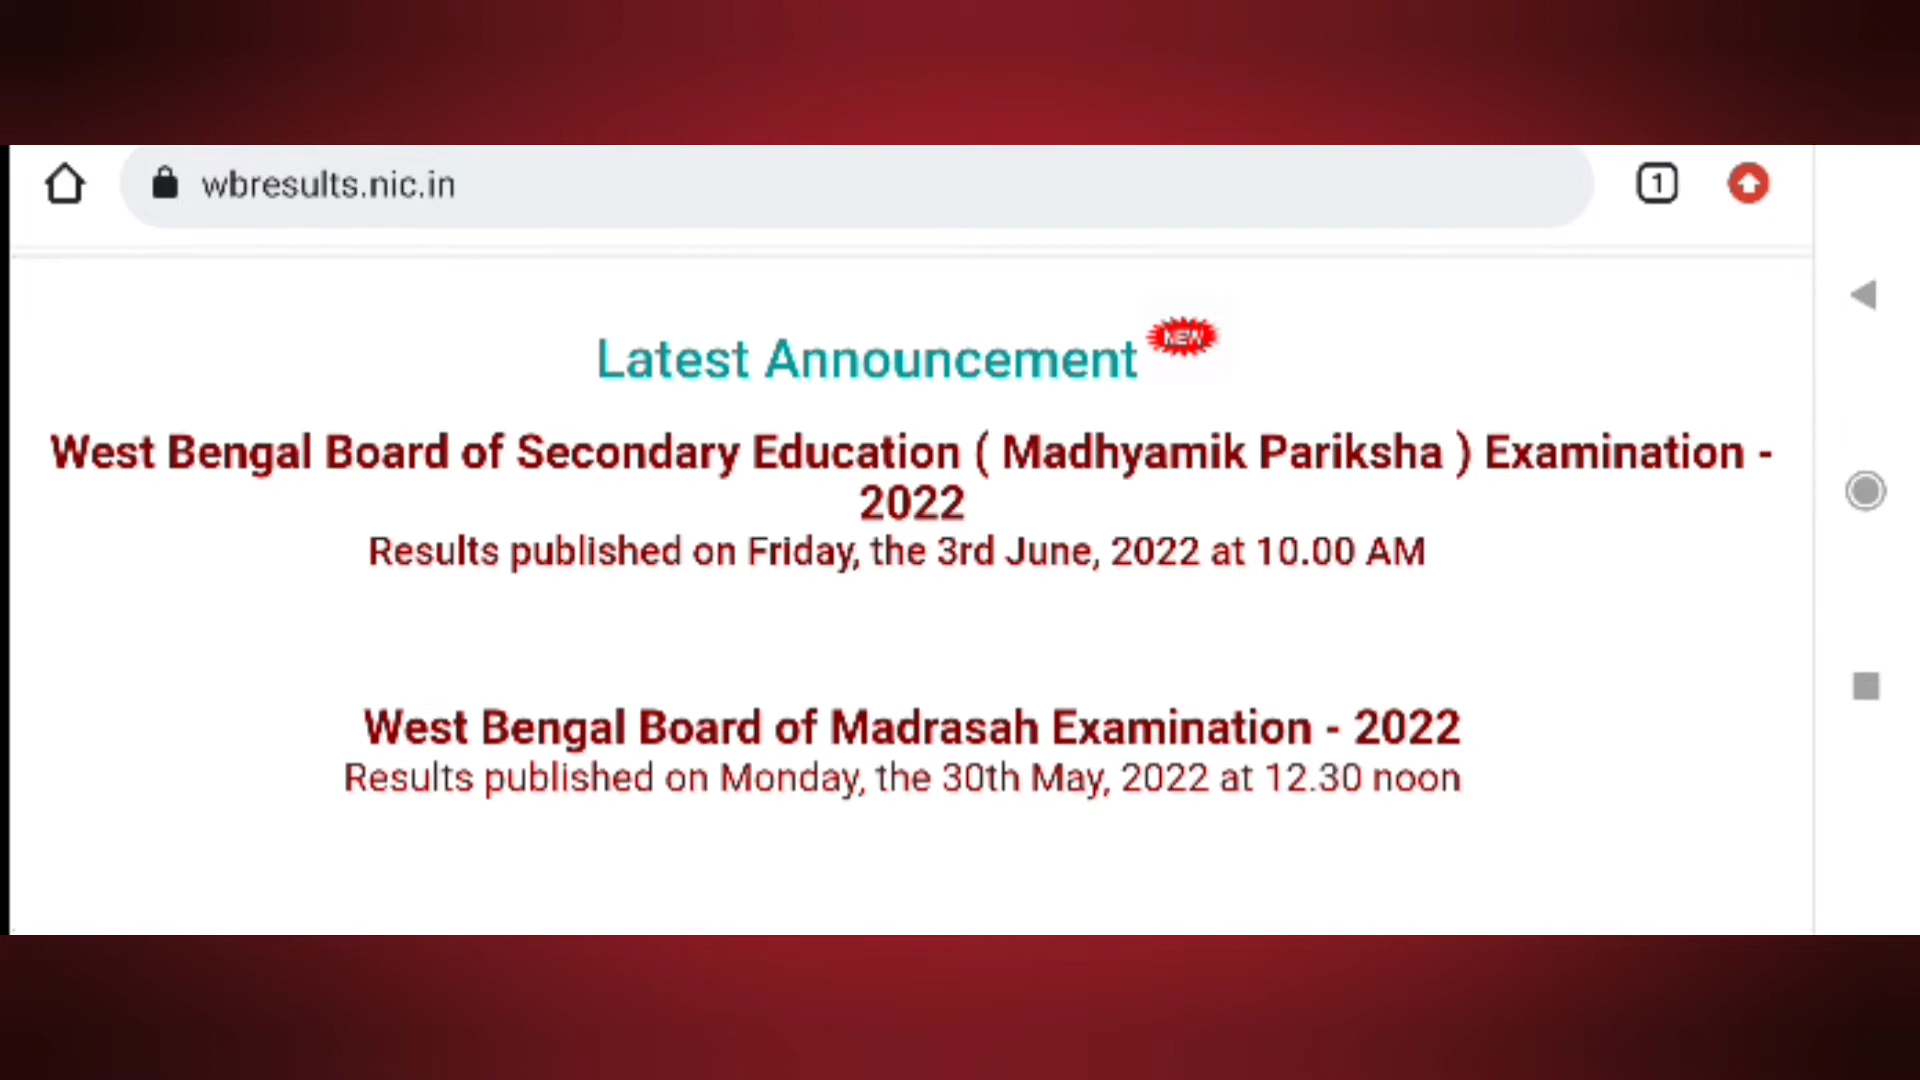 wbresults.nic.in
1
Latest Announcement NEW
West Bengal Board of Secondary Education ( Madhyamik Pariksha ) Examination -
2022
Results published on Friday, the 3rd June, 2022 at 10.00 AM
West Bengal Board of Madrasah Examination - 2022
Results published on Monday, the 30th May, 2022 at 12.30 noon